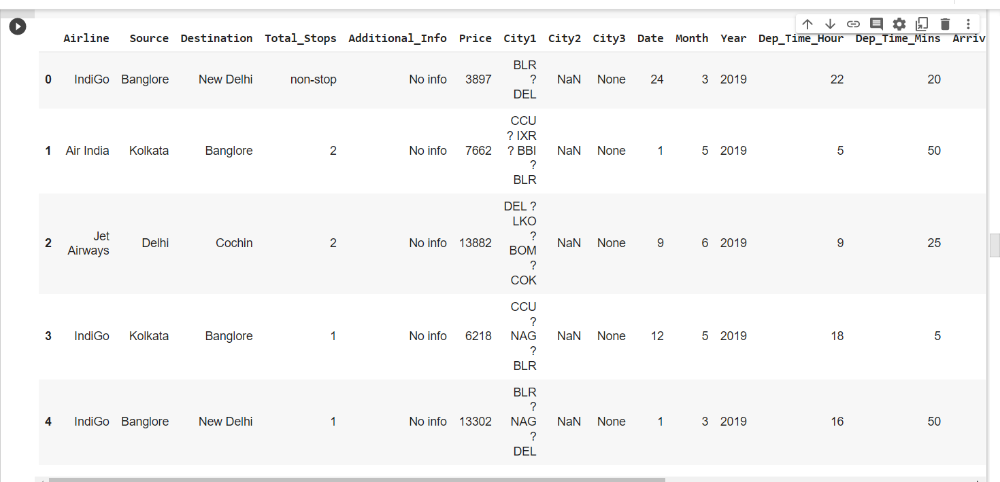 Airline Source Destination Total_Stops Additional_Info Price City1 City2 City3 Date Month Year Dep_Time_Hour Dep_Time_Mins Arriv
0 IndiGo Banglore New Delhi non-stop No info 3897 BLR ? DEL NaN None 24 3 2019 22 20
1 Air India Kolkata Banglore 2 No info 7662 CCU ? IXR ? BBI ? BLR NaN None 1 5 2019 5 50
2 Jet Airways Delhi Cochin 2 No info 13882 DEL ? LKO ? BOM ? COK NaN None 9 6 2019 9 25
3 IndiGo Kolkata Banglore 1 No info 6218 CCU ? NAG ? BLR NaN None 12 5 2019 18 5
4 IndiGo Banglore New Delhi 1 No info 13302 BLR ? NAG ? DEL NaN None 1 3 2019 16 50